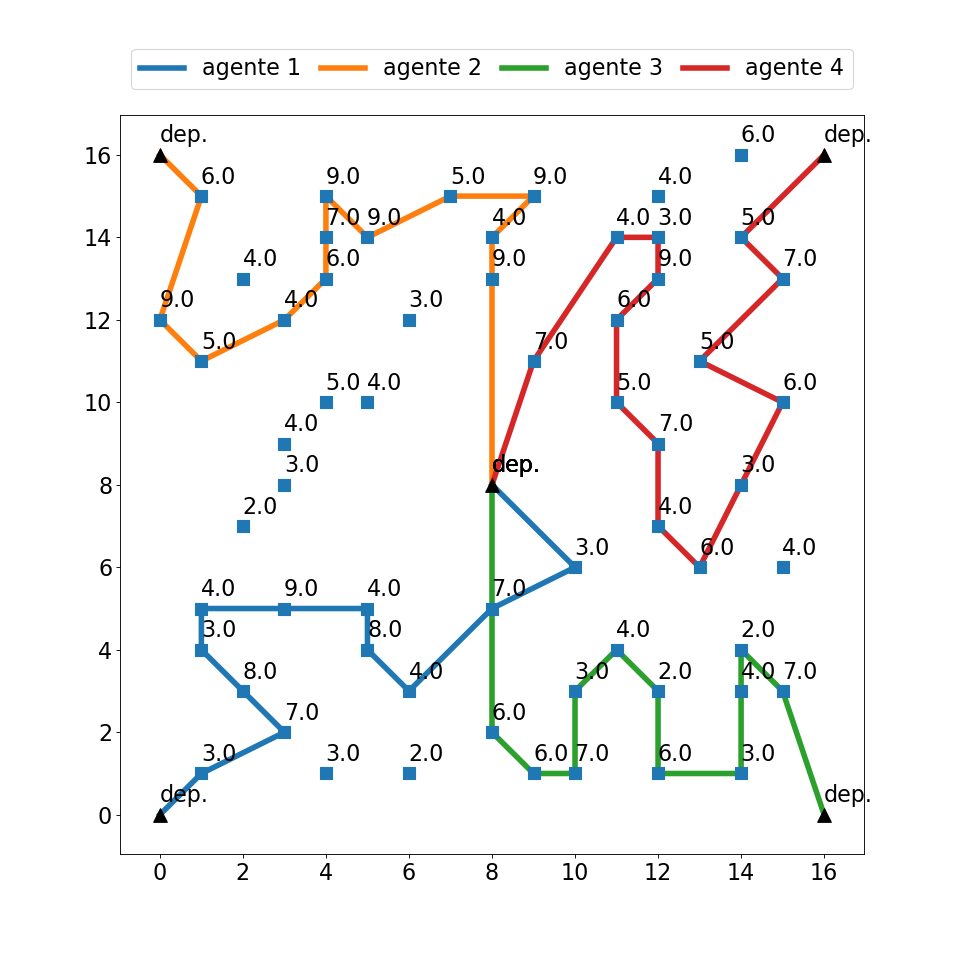 agente 1 agente 2 agente 3 agente 4
dep. 6.0 dep.
16
6.0 9.0 5.0 9.0 4.0
7.0 9.0 4.0 4.0 3.0 5.0
14
4.0 6.0 9.0 9.0 7.0
9.0 4.0 3.0 6.0
12
5.0 7.0 5.0
5.0 4.0 5.0 6.0
10
4.0 7.0
3.0 dep. 3.0
8
2.0 4.0
6.0 4.0
3.0
6
4.0 9.0 4.0 7.0
3.0 8.0 4.0 2.0
4
8.0 4.0 3.0 2.0 4.0 7.0
7.0 6.0
2
3.0 3.0 2.0 6.0 7.0 6.0 3.0
dep. dep.
0
0 2 4 6 8 10 12 14 16